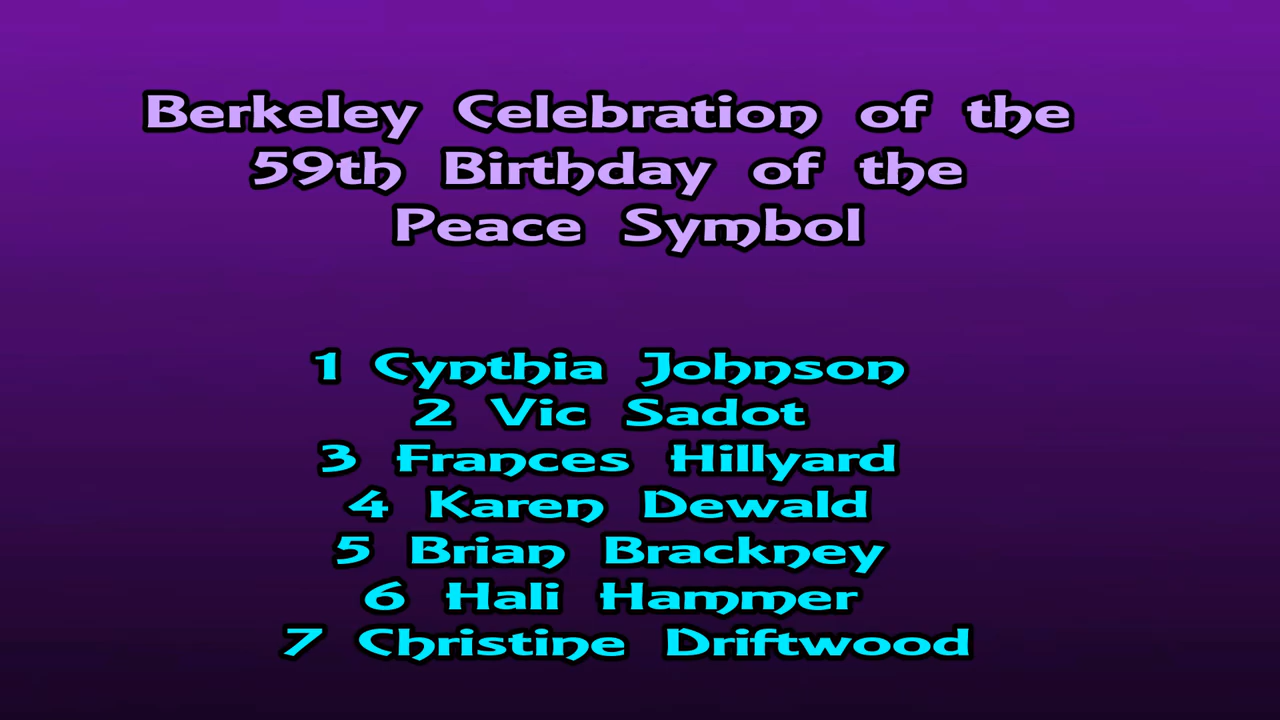 Berkeley Celebration of the
59th Birthday of the
Peace Symbol
1 Cynthia Johnson
2 Vic Sadot
3 Frances Hillyard
4 Karen Dewald
5 Brian Brackney
6 Hali Hammer
7 Christine Driftwood